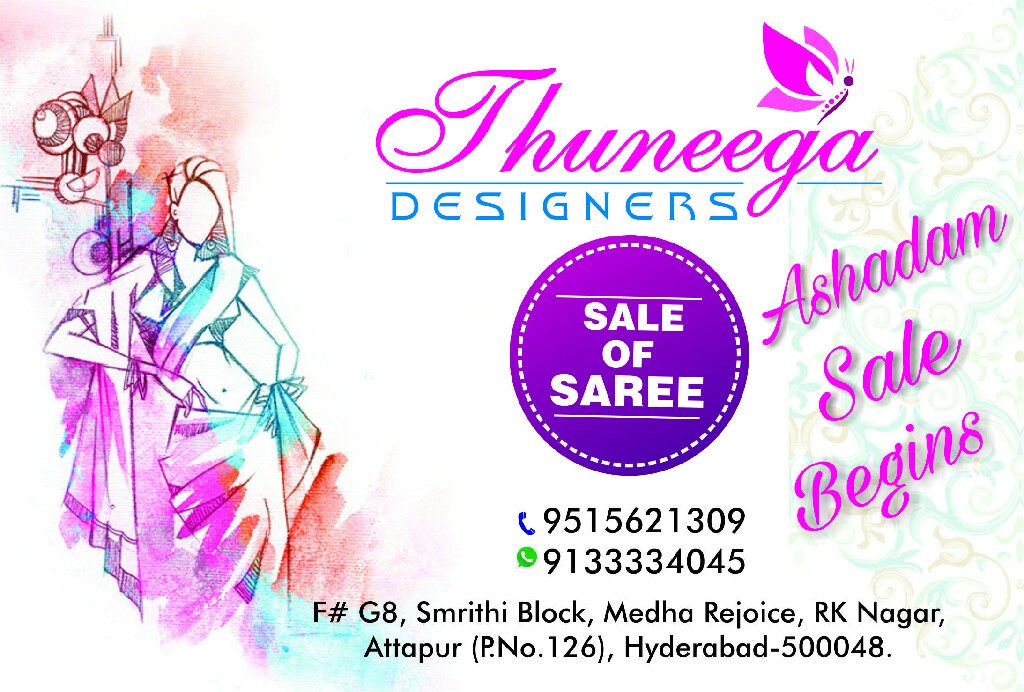 Thuneega
DESIGNERS
SALE
OF
SAREE
Ashadam
Sale
Begins
9515621309
9133334045
F# G8, Smrithi Block, Medha Rejoice, RK Nagar,
Attapur (P.No.126), Hyderabad-500048.